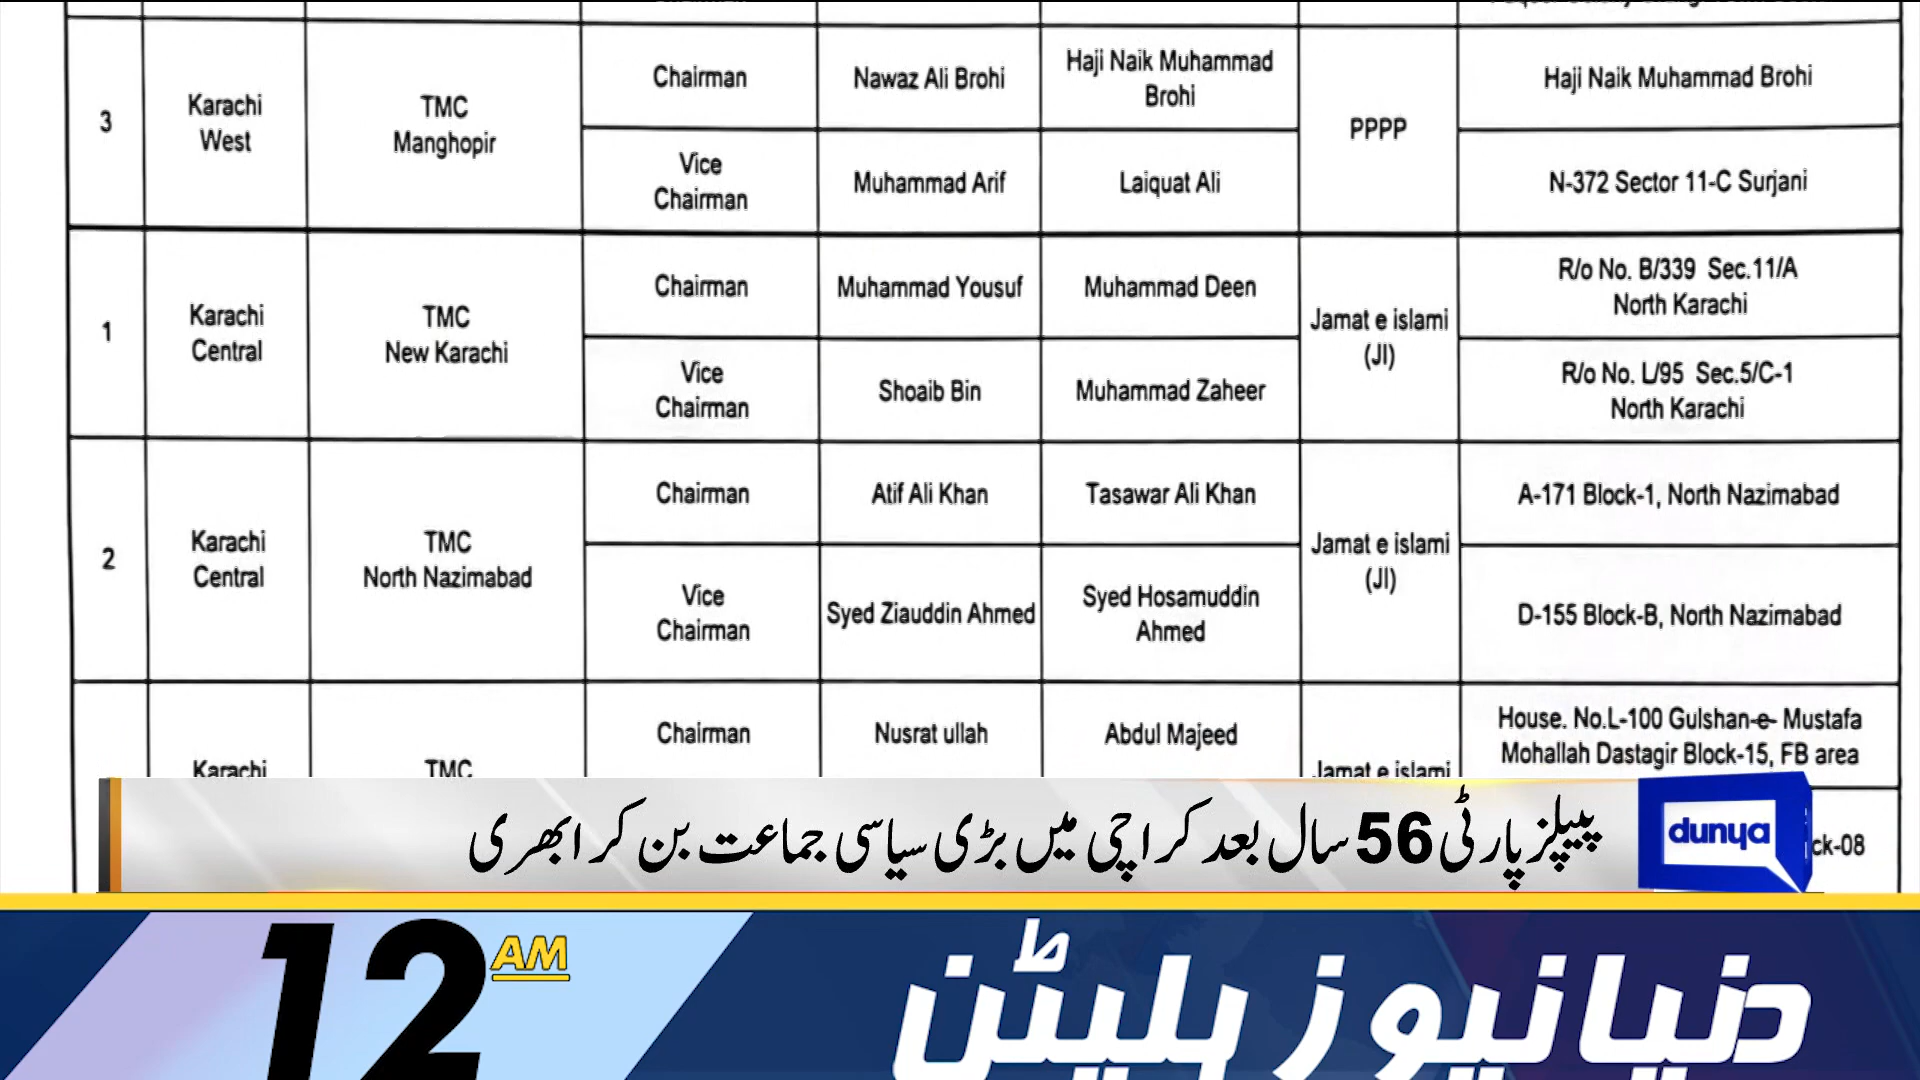 Chairman Nawaz Ali Brohi Haji Naik Muhammad Brohi Haji Naik Muhammad Brohi
3 Karachi West TMC Manghopir PPPP
Vice Chairman Muhammad Arif Laiquat Ali N-372 Sector 11-C Surjani
Chairman Muhammad Yousuf Muhammad Deen R/o No. B/339 Sec.11/A North Karachi
1 Karachi Central TMC New Karachi Jamat e islami (JI)
Vice Chairman Shoaib Bin Muhammad Zaheer R/o No. L/95 Sec.5/C-1 North Karachi
Chairman Atif Ali Khan Tasawar Ali Khan A-171 Block-1, North Nazimabad
2 Karachi Central TMC North Nazimabad Jamat e islami (JI)
Vice Chairman Syed Ziauddin Ahmed Syed Hosamuddin Ahmed D-155 Block-B, North Nazimabad
Chairman Nusrat ullah Abdul Majeed House. No.L-100 Gulshan-e- Mustafa Mohallah Dastagir Block-15, FB area
Karachi TMC Jamat e islami
ck-08
پیپلز پارٹی 56 سال بعد کراچی میں بڑی سیاسی جماعت بن کر ابھری
dunya
12 AM
دنیا نیوز بلیٹن